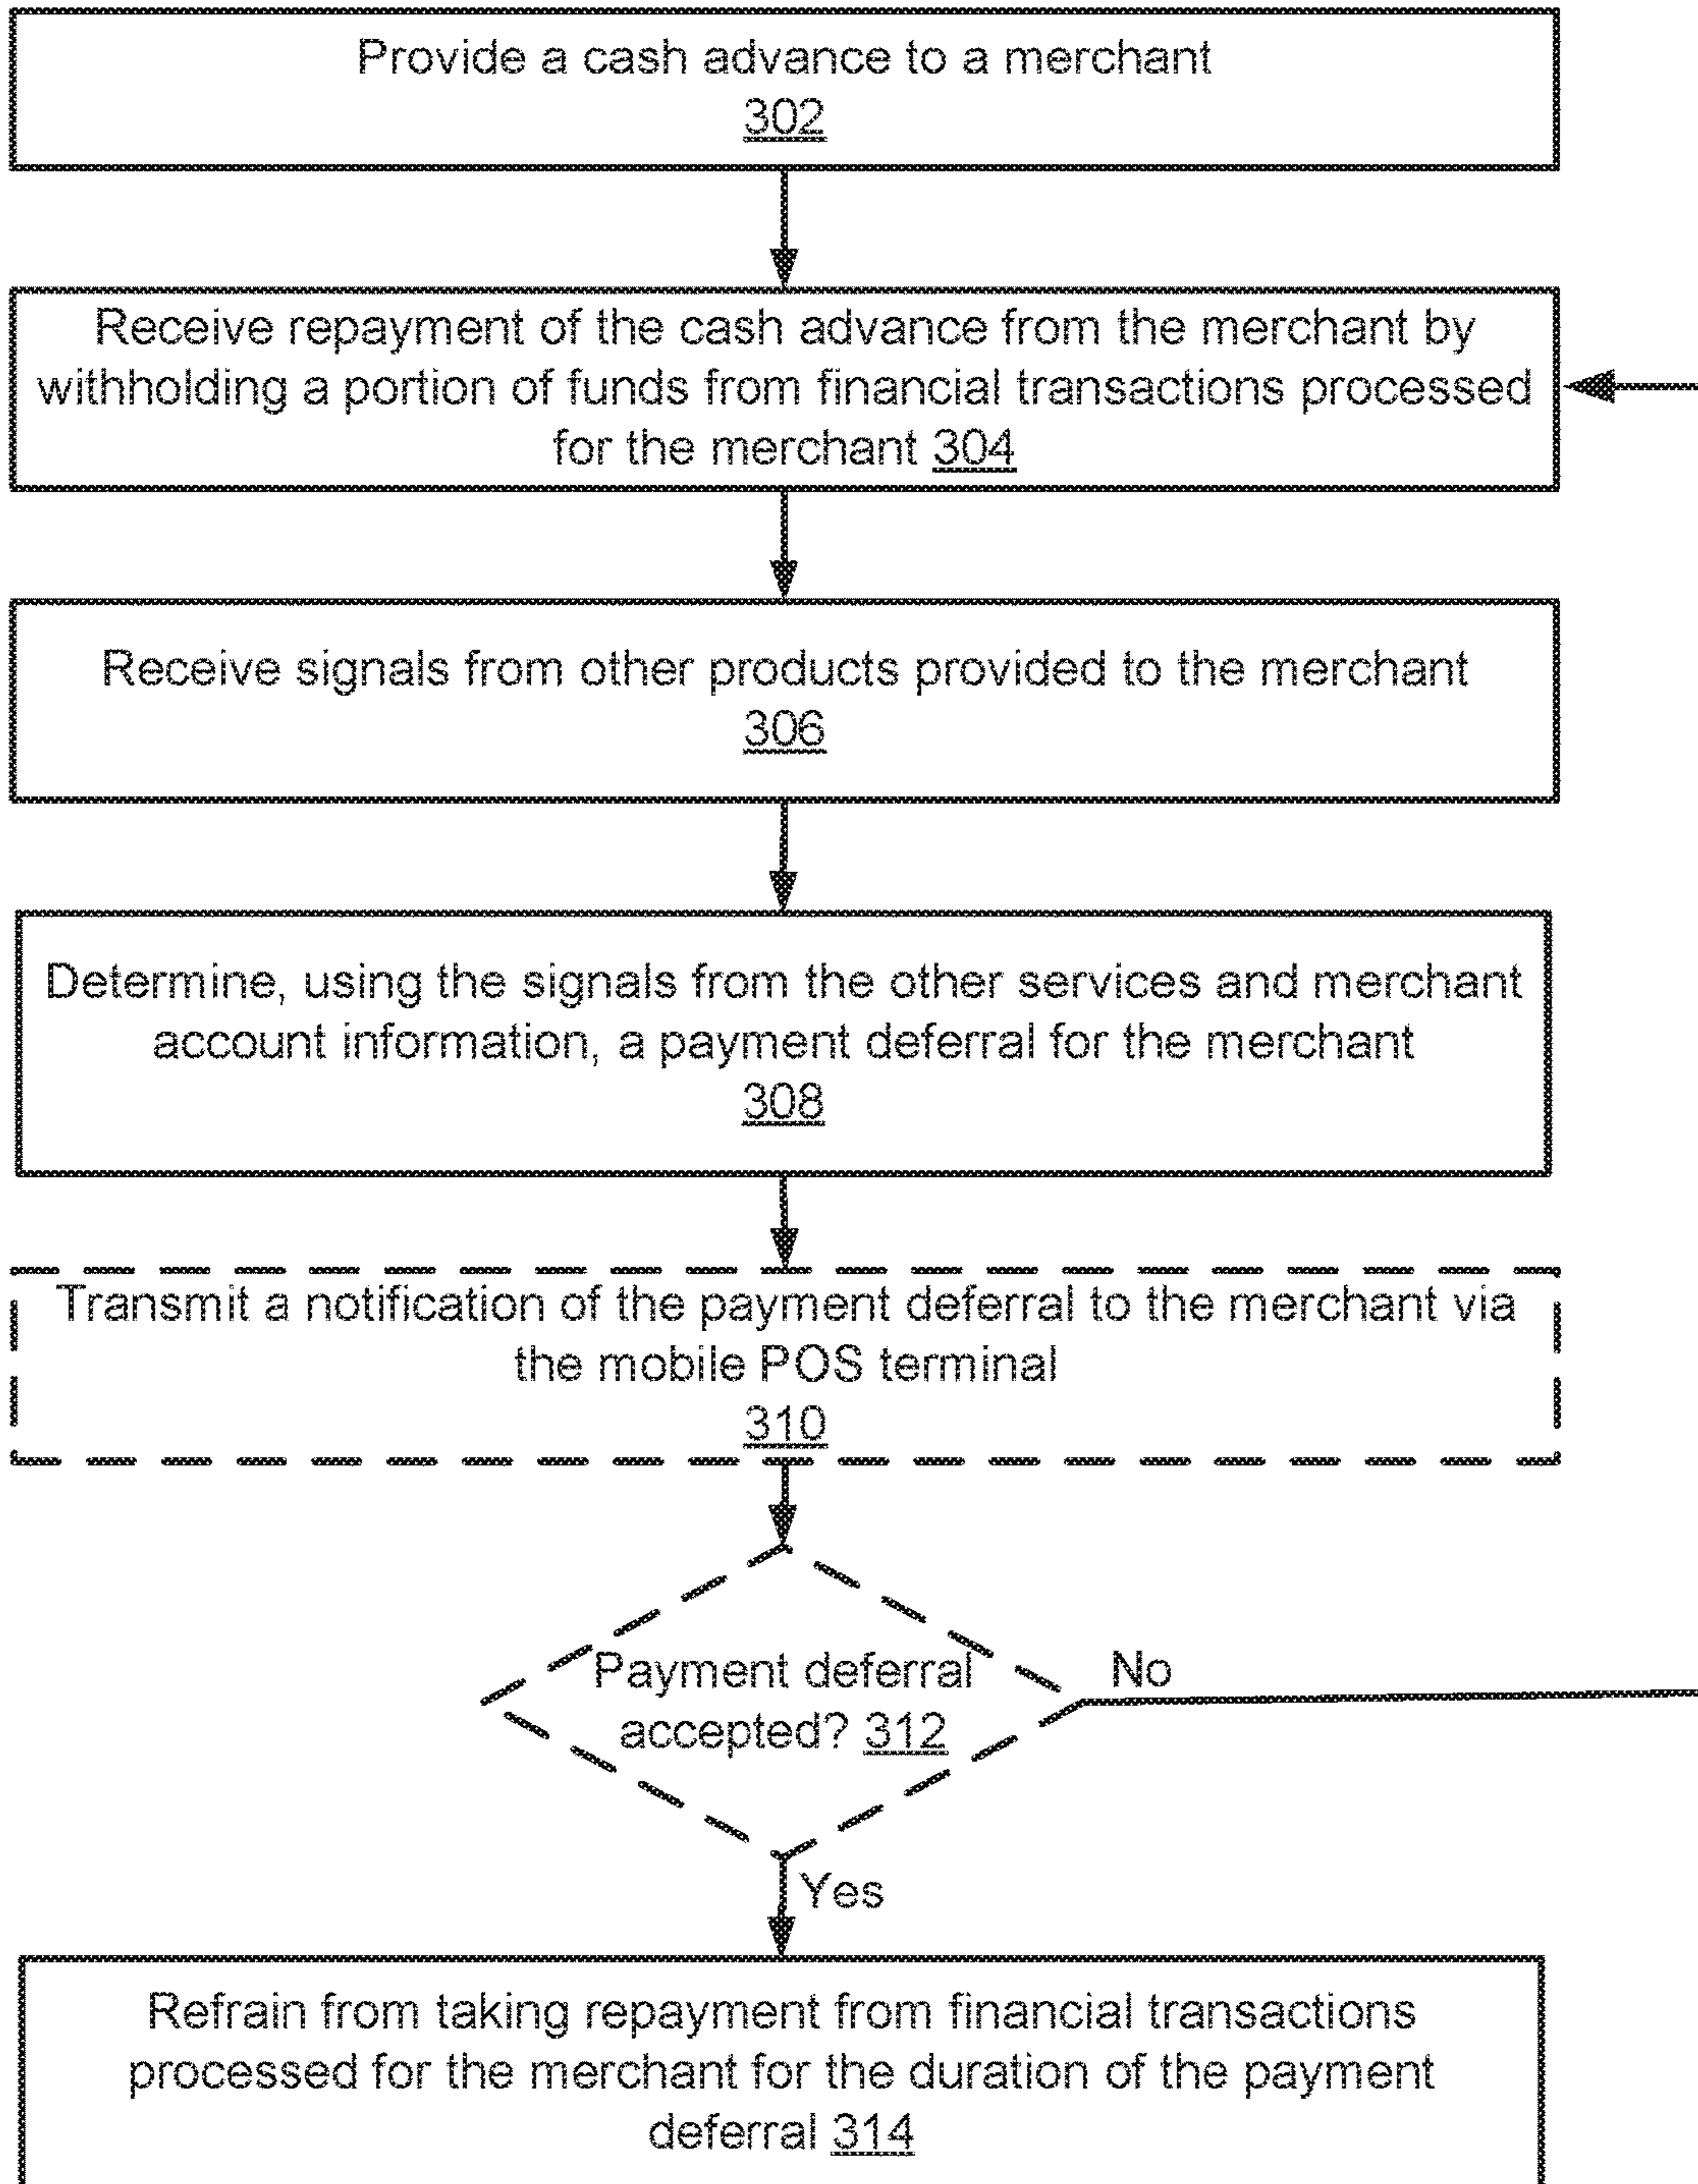 Provide a cash advance to a merchant
302
Receive repayment of the cash advance from the merchant by
withholding a portion of funds from financial transactions processed
for the merchant 304
Receive signals from other products provided to the merchant
306
Determine, using the signals from the other services and merchant
account information, a payment deferral for the merchant
308
Transmit a notification of the payment deferral to the merchant via
the mobile POS terminal
310
Payment deferral
accepted? 312
No
Yes
Refrain from taking repayment from financial transactions
processed for the merchant for the duration of the payment
deferral 314